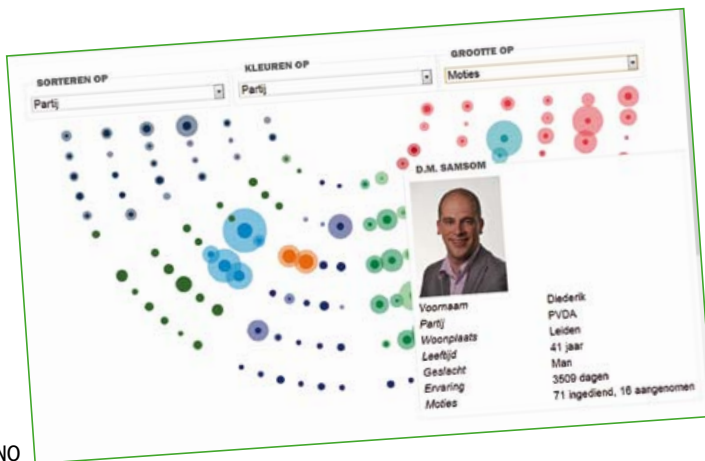 SORTEREN OP
Partij
KLEUREN OP
Partij
GROOTTE OP
Moties
D.M. SAMSOM
Voornaam Diederik
Partij PVDA
Woonplaats Leiden
Leeftijd 41 jaar
Geslacht Man
Ervaring 3509 dagen
Moties 71 ingediend, 16 aangenomen
NO